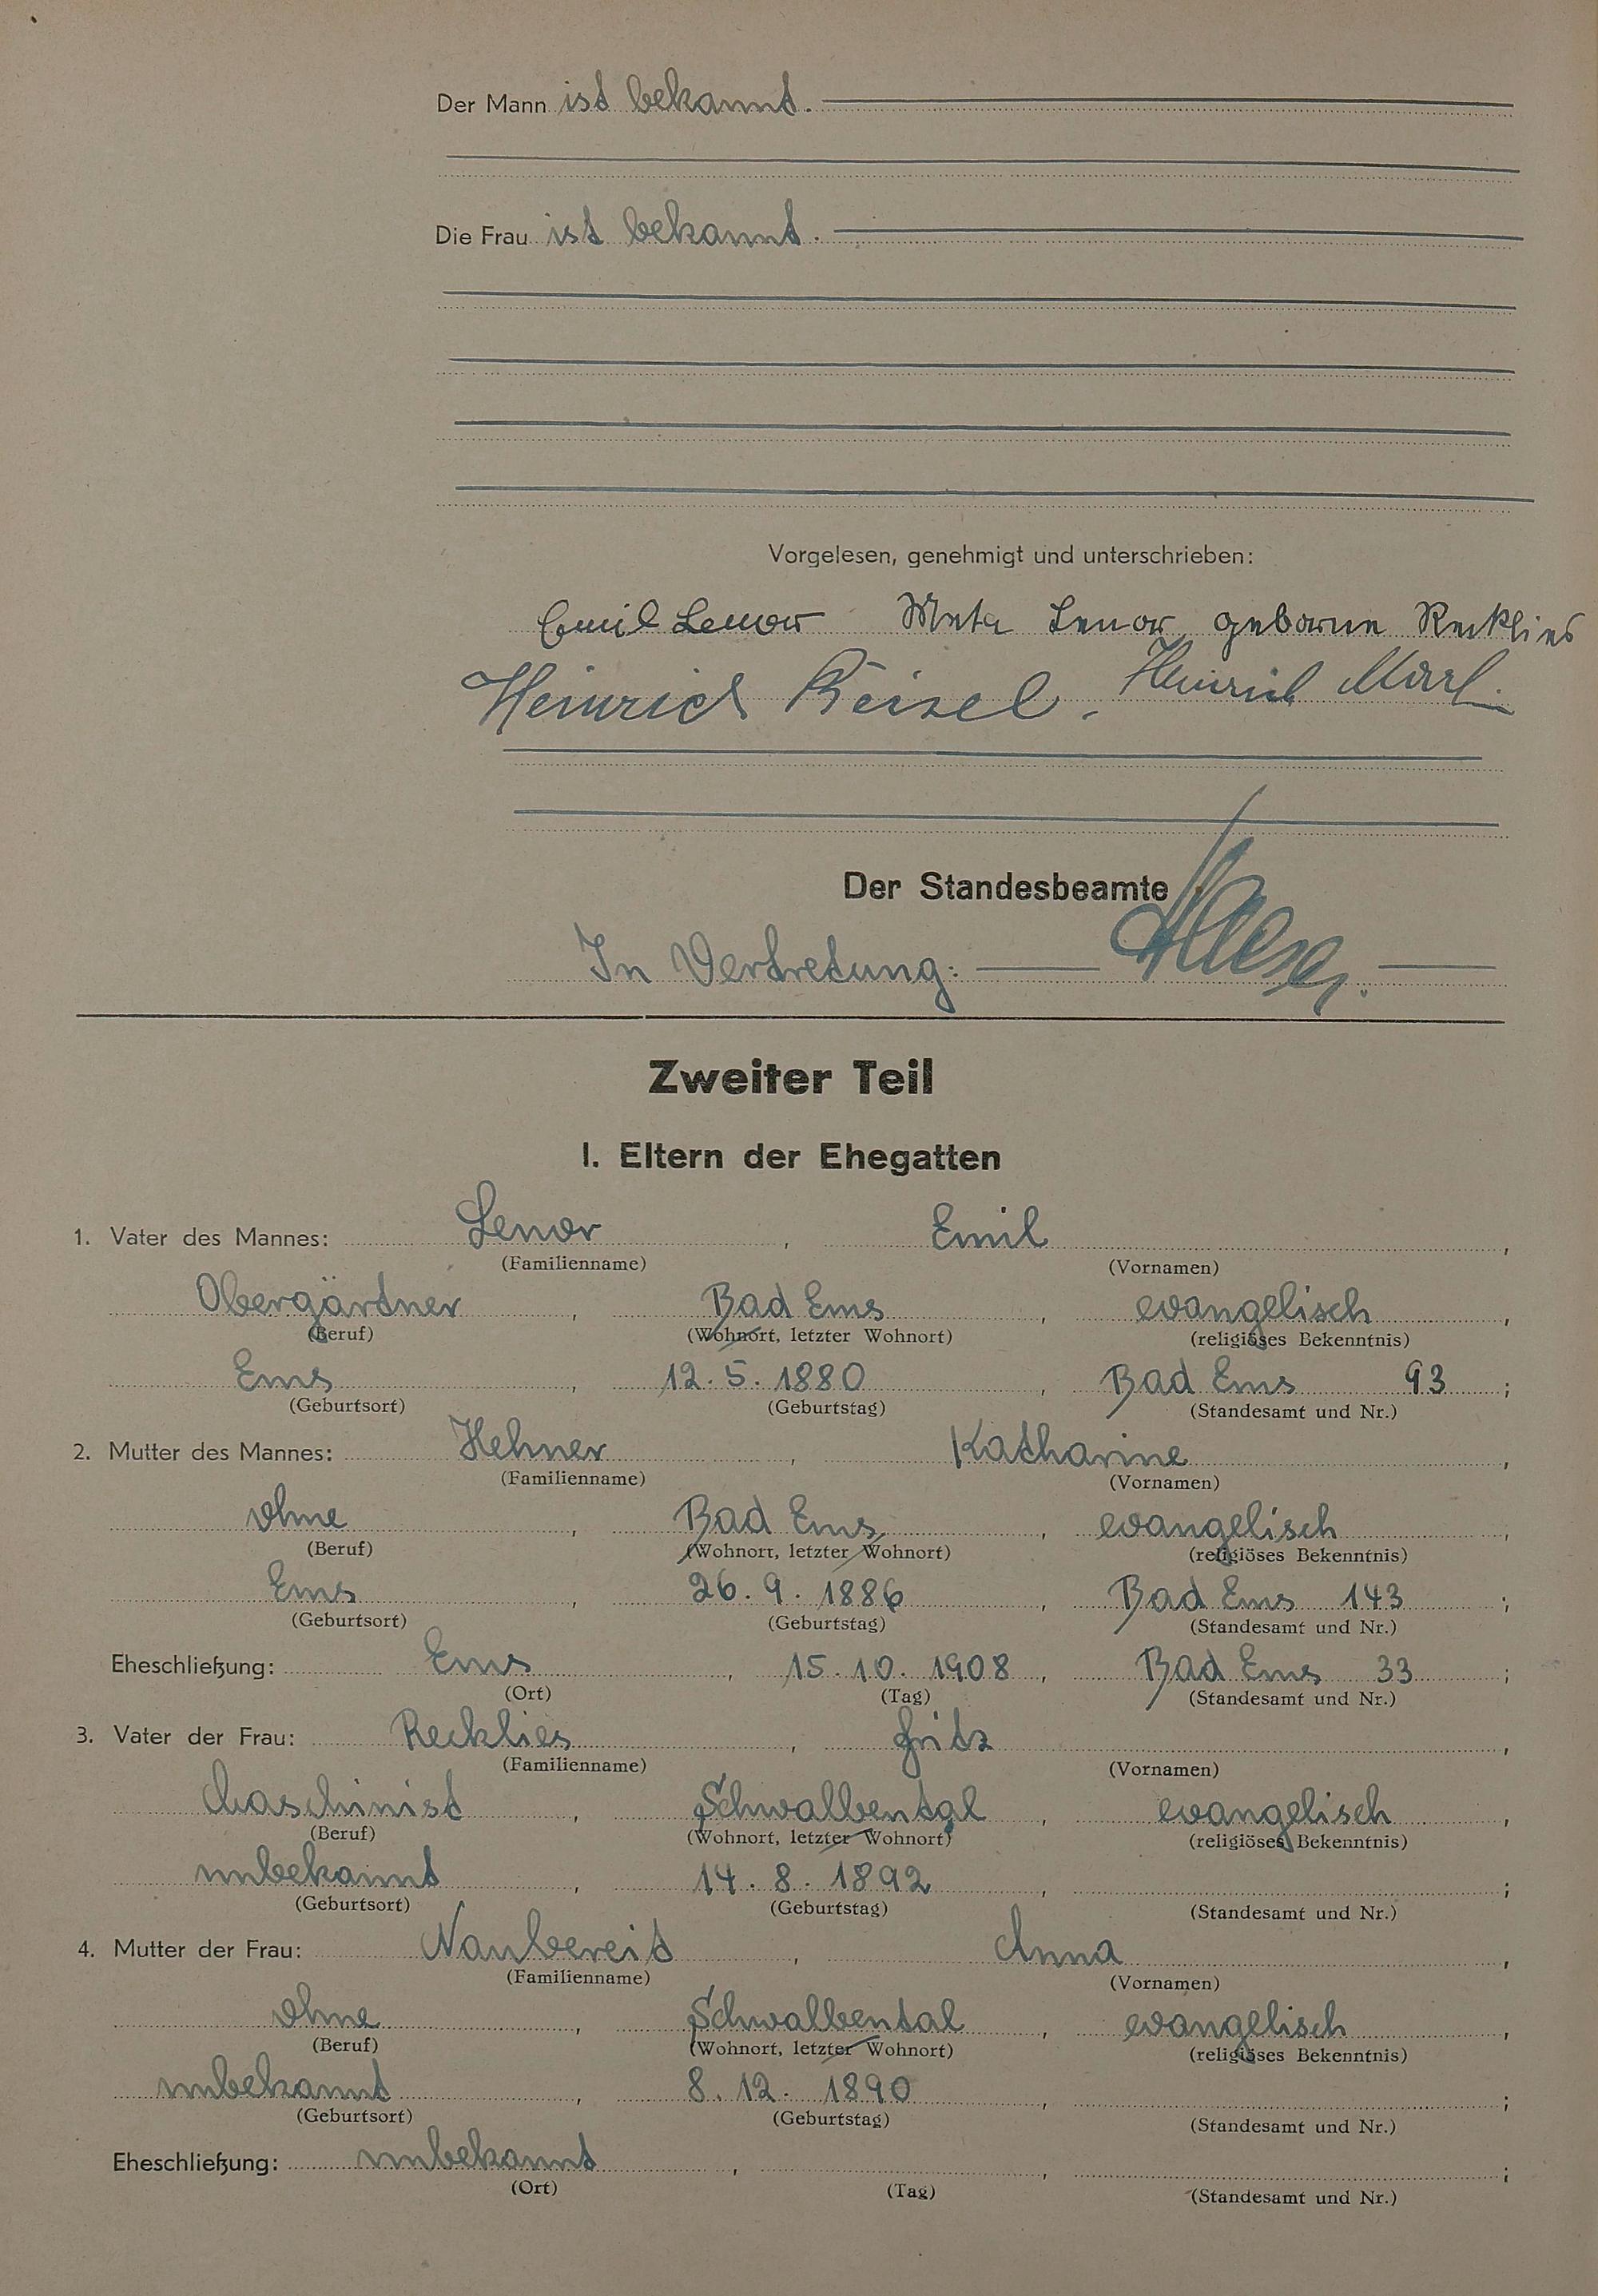 Der Mann ist bekannt.
Die Frau ist bekannt.
Vorgelesen, genehmigt und unterschrieben:
Emil Lenor Meta Lenor geborne Recklies
Heinrich Beisel. Heinrich
Der Standesbeamte
In Vertretung:
Zweiter Teil
I. Eltern der Ehegatten
1. Vater des Mannes: Lenor, Emil,
(Familienname) (Vornamen)
Obergärtner, Bad Ems, evangelisch,
(Beruf) (Wohnort, letzter Wohnort) (religiöses Bekenntnis)
Ems, 12.5.1880, Bad Ems 93;
(Geburtsort) (Geburtstag) (Standesamt und Nr.)
2. Mutter des Mannes: Hehner, Katharine,
(Familienname) (Vornamen)
ohne, Bad Ems, evangelisch,
(Beruf) (Wohnort, letzter Wohnort) (religiöses Bekenntnis)
Ems, 26.9.1886, Bad Ems 143;
(Geburtsort) (Geburtstag) (Standesamt und Nr.)
Eheschließung: Ems, 15.10.1908, Bad Ems 33;
(Ort) (Tag) (Standesamt und Nr.)
3. Vater der Frau: Recklies, Fritz,
(Familienname) (Vornamen)
Maschinist, Schwalbental, evangelisch,
(Beruf) (Wohnort, letzter Wohnort) (religiöses Bekenntnis)
unbekannt, 14.8.1892, ;
(Geburtsort) (Geburtstag) (Standesamt und Nr.)
4. Mutter der Frau: Naubereit, Anna,
(Familienname) (Vornamen)
ohne, Schwalbental, evangelisch,
(Beruf) (Wohnort, letzter Wohnort) (religiöses Bekenntnis)
unbekannt, 8.12.1890, ;
(Geburtsort) (Geburtstag) (Standesamt und Nr.)
Eheschließung: unbekannt, , ;
(Ort) (Tag) (Standesamt und Nr.)